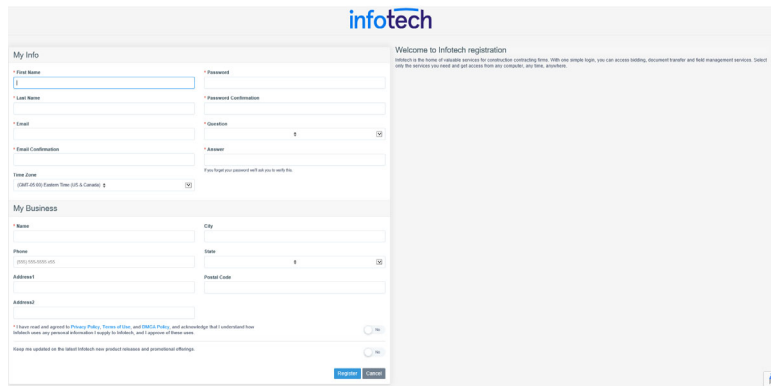 infotech
My Info
* First Name
* Password
* Last Name
* Password Confirmation
* Email
* Question
* Email Confirmation
* Answer
If you forget your password we'll ask you to verify this.
Time Zone
(GMT-05:00) Eastern Time (US & Canada)
My Business
* Name
City
Phone
State
(555) 555-5555 x55
Address1
Postal Code
Address2
* I have read and agreed to Privacy Policy, Terms of Use, and DMCA Policy, and acknowledge that I understand how
Infotech uses any personal information I supply to Infotech, and I approve of these uses
No
Keep me updated on the latest Infotech new product releases and promotional offerings
No
Register Cancel
Welcome to Infotech registration
Infotech is the home of valuable services for construction contracting firms. With one simple login, you can access bidding, document transfer and field management services. Select
only the services you need and get access from any computer, any time, anywhere.